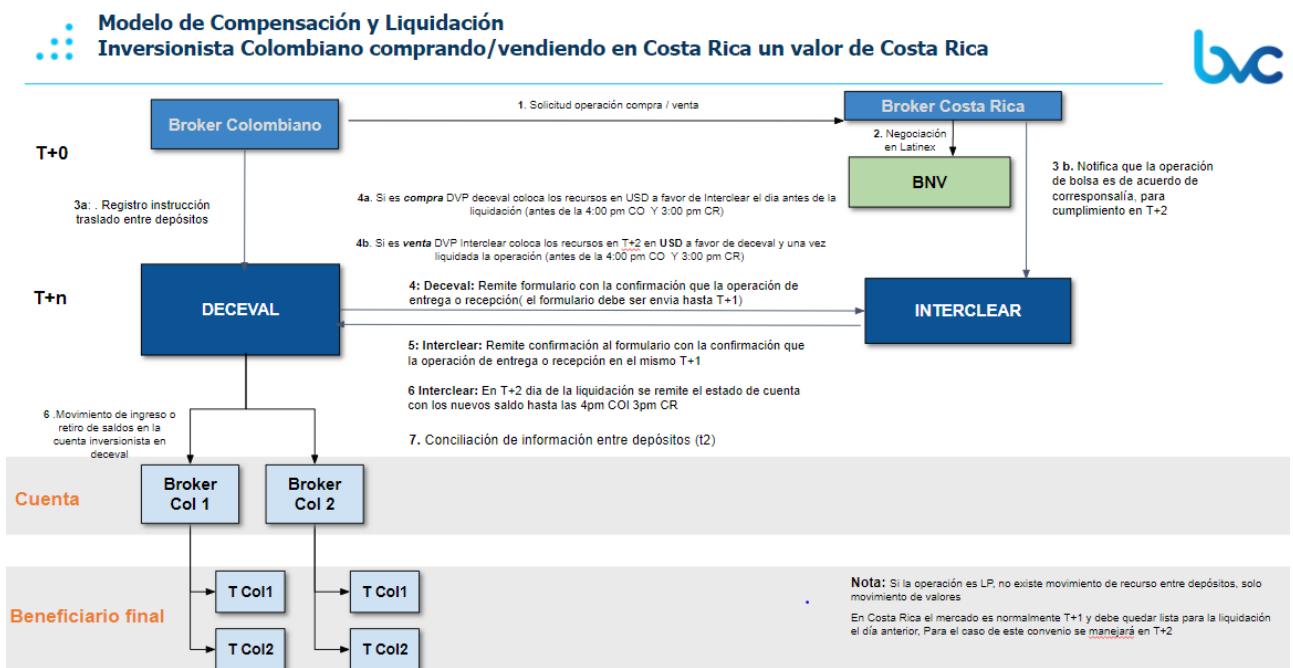 Modelo de Compensación y Liquidación
Inversionista Colombiano comprando/vendiendo en Costa Rica un valor de Costa Rica
bvc
Broker Colombiano
1. Solicitud operación compra / venta
Broker Costa Rica
T+0
2. Negociación
en Latinex
BNV
3 b. Notifica que la operación
de bolsa es de acuerdo de
corresponsalía, para
cumplimiento en T+2
3a: . Registro instrucción
traslado entre depósitos
4a. Si es compra DVP deceval coloca los recursos en USD a favor de Interclear el dia antes de la
liquidación (antes de la 4:00 pm CO Y 3:00 pm CR)
4b. Si es venta DVP Interclear coloca los recursos en T+2 en USD a favor de deceval y una vez
liquidada la operación (antes de la 4:00 pm CO Y 3:00 pm CR)
T+n
DECEVAL
4: Deceval: Remite formulario con la confirmación que la operación de
entrega o recepción( el formulario debe ser envia hasta T+1)
INTERCLEAR
5: Interclear: Remite confirmación al formulario con la confirmación que
la operación de entrega o recepción en el mismo T+1
6 Interclear: En T+2 dia de la liquidación se remite el estado de cuenta
con los nuevos saldo hasta las 4pm COl 3pm CR
6 .Movimiento de ingreso o
retiro de saldos en la
cuenta inversionista en
deceval
7. Conciliación de información entre depósitos (t2)
Cuenta
Broker
Col 1
Broker
Col 2
Beneficiario final
T Col1
T Col1
T Col2
T Col2
Nota: Si la operación es LP, no existe movimiento de recurso entre depósitos, solo
movimiento de valores
En Costa Rica el mercado es normalmente T+1 y debe quedar lista para la liquidación
el día anterior, Para el caso de este convenio se manejará en T+2